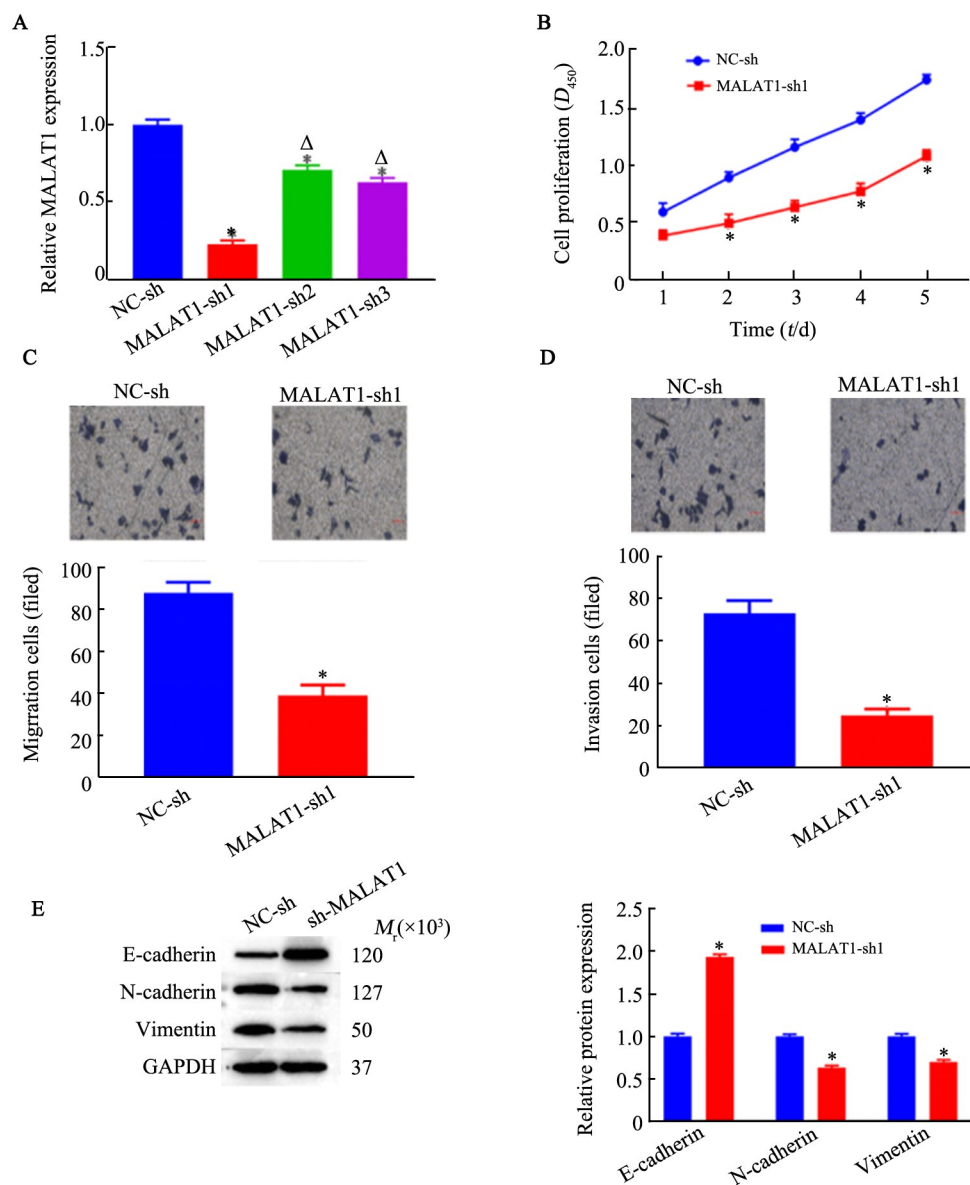 A
Relative MALAT1 expression
1.5
1.0
0.5
0
*
Δ
*
Δ
*
NC-sh
MALAT1-sh1
MALAT1-sh2
MALAT1-sh3
B
Cell proliferation (D450)
2.0
1.5
1.0
0.5
0
NC-sh
MALAT1-sh1
*
*
*
*
1 2 3 4 5
Time (t/d)
C
NC-sh MALAT1-sh1
Migrration cells (filed)
100
80
60
40
20
0
*
NC-sh
MALAT1-sh1
D
NC-sh MALAT1-sh1
Invasion cells (filed)
100
80
60
40
20
0
*
NC-sh
MALAT1-sh1
E
NC-sh sh-MALAT1 Mr(×10³)
E-cadherin 120
N-cadherin 127
Vimentin 50
GAPDH 37
Relative protein expression
2.5
2.0
1.5
1.0
0.5
0
NC-sh
MALAT1-sh1
*
*
*
E-cadherin
N-cadherin
Vimentin